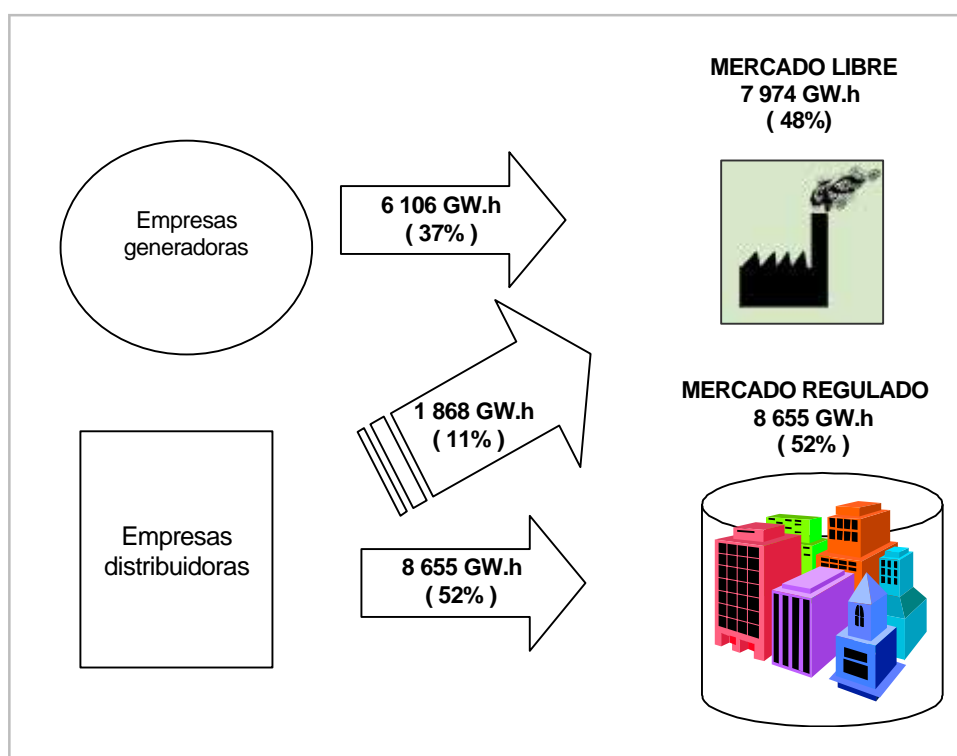 MERCADO LIBRE
7 974 GW.h
( 48%)
Empresas
generadoras
6 106 GW.h
( 37% )
1 868 GW.h
( 11% )
MERCADO REGULADO
8 655 GW.h
( 52% )
Empresas
distribuidoras
8 655 GW.h
( 52% )